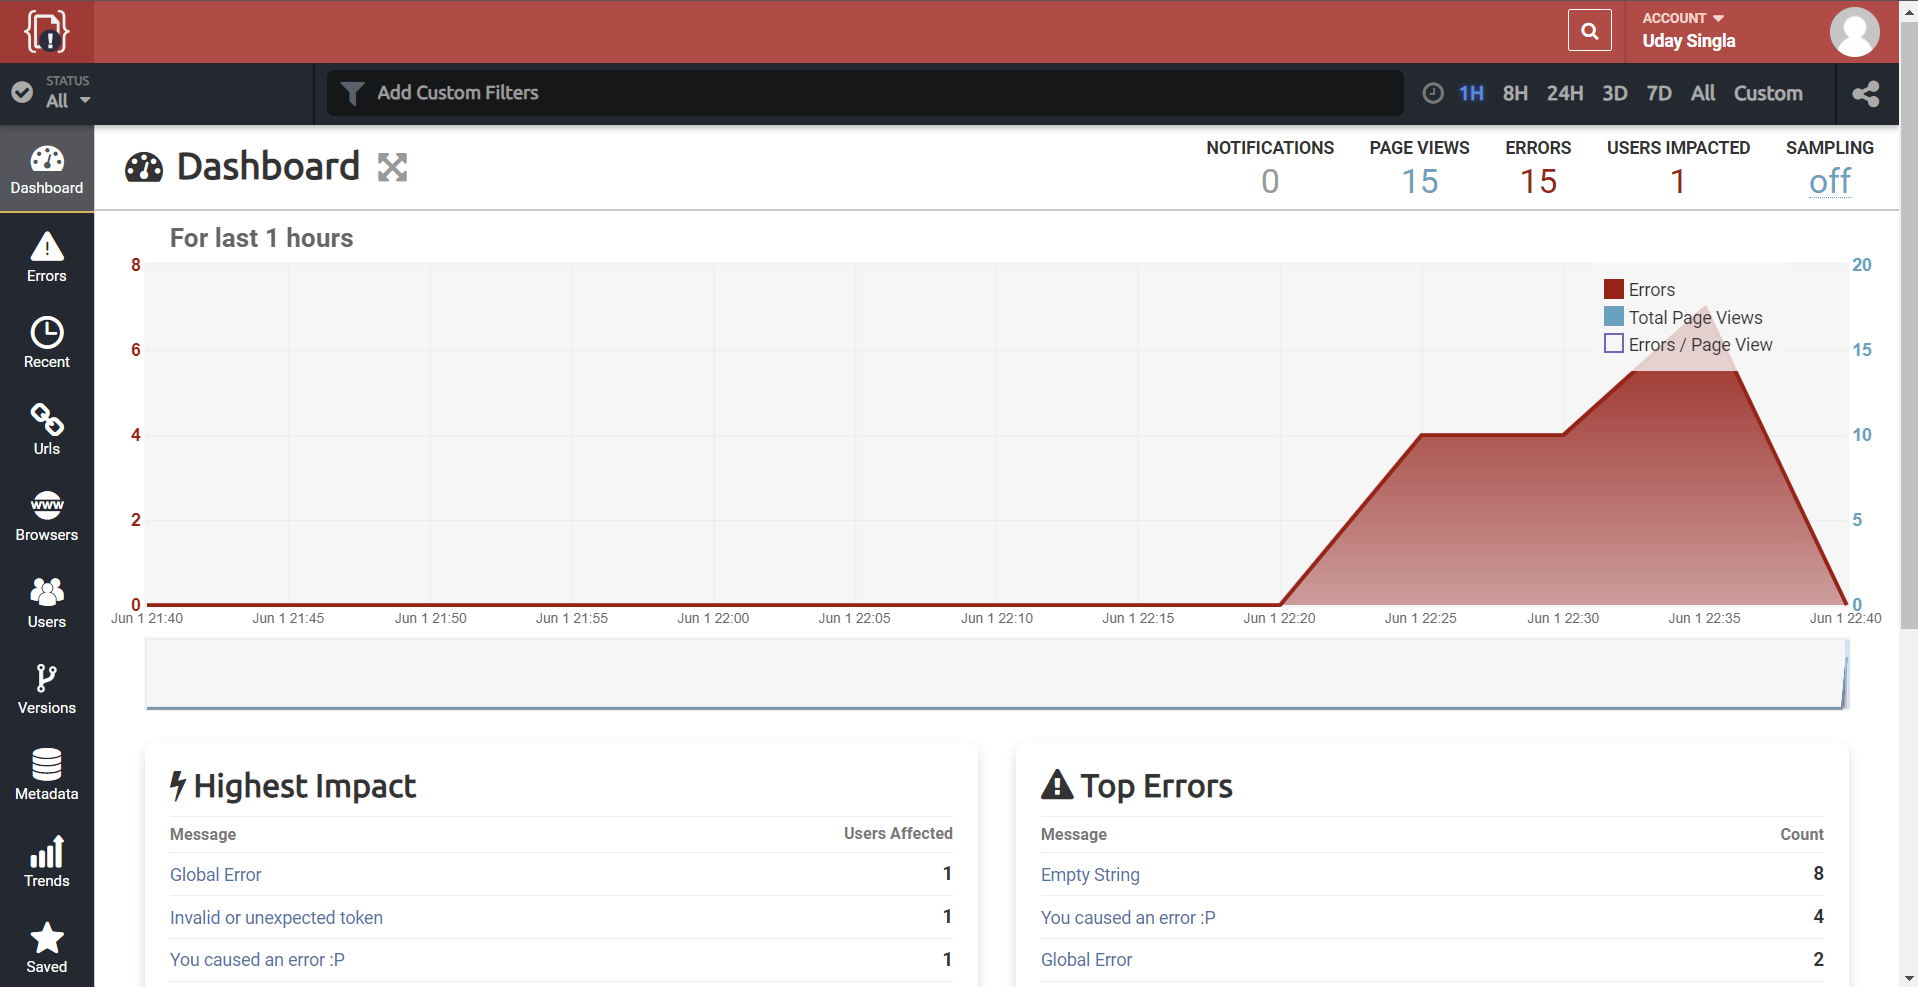 ACCOUNT
Uday Singla
STATUS
All
Add Custom Filters
1H 8H 24H 3D 7D All Custom
Dashboard
Errors
Recent
Urls
www
Browsers
Users
Versions
Metadata
Trends
Saved
Dashboard
NOTIFICATIONS PAGE VIEWS ERRORS USERS IMPACTED SAMPLING
0 15 15 1 off
For last 1 hours
8 20
6 15
4 10
2 5
0 0
Errors
Total Page Views
Errors / Page View
Jun 1 21:40 Jun 1 21:45 Jun 1 21:50 Jun 1 21:55 Jun 1 22:00 Jun 1 22:05 Jun 1 22:10 Jun 1 22:15 Jun 1 22:20 Jun 1 22:25 Jun 1 22:30 Jun 1 22:35 Jun 1 22:40
Highest Impact
Message Users Affected
Global Error 1
Invalid or unexpected token 1
You caused an error :P 1
Top Errors
Message Count
Empty String 8
You caused an error :P 4
Global Error 2